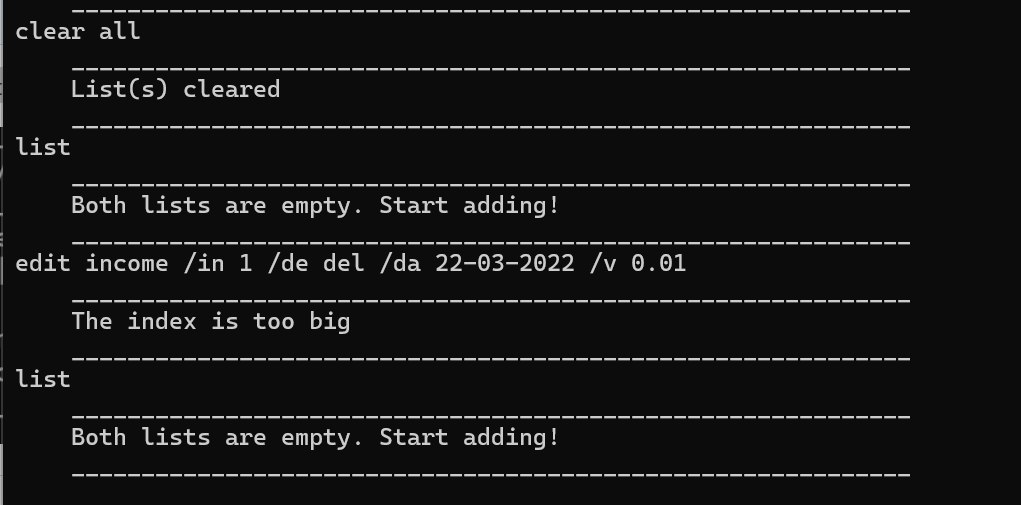 ____________________________________________________________
clear all
____________________________________________________________
List(s) cleared
____________________________________________________________
list
____________________________________________________________
Both lists are empty. Start adding!
____________________________________________________________
edit income /in 1 /de del /da 22-03-2022 /v 0.01
____________________________________________________________
The index is too big
____________________________________________________________
list
____________________________________________________________
Both lists are empty. Start adding!
____________________________________________________________